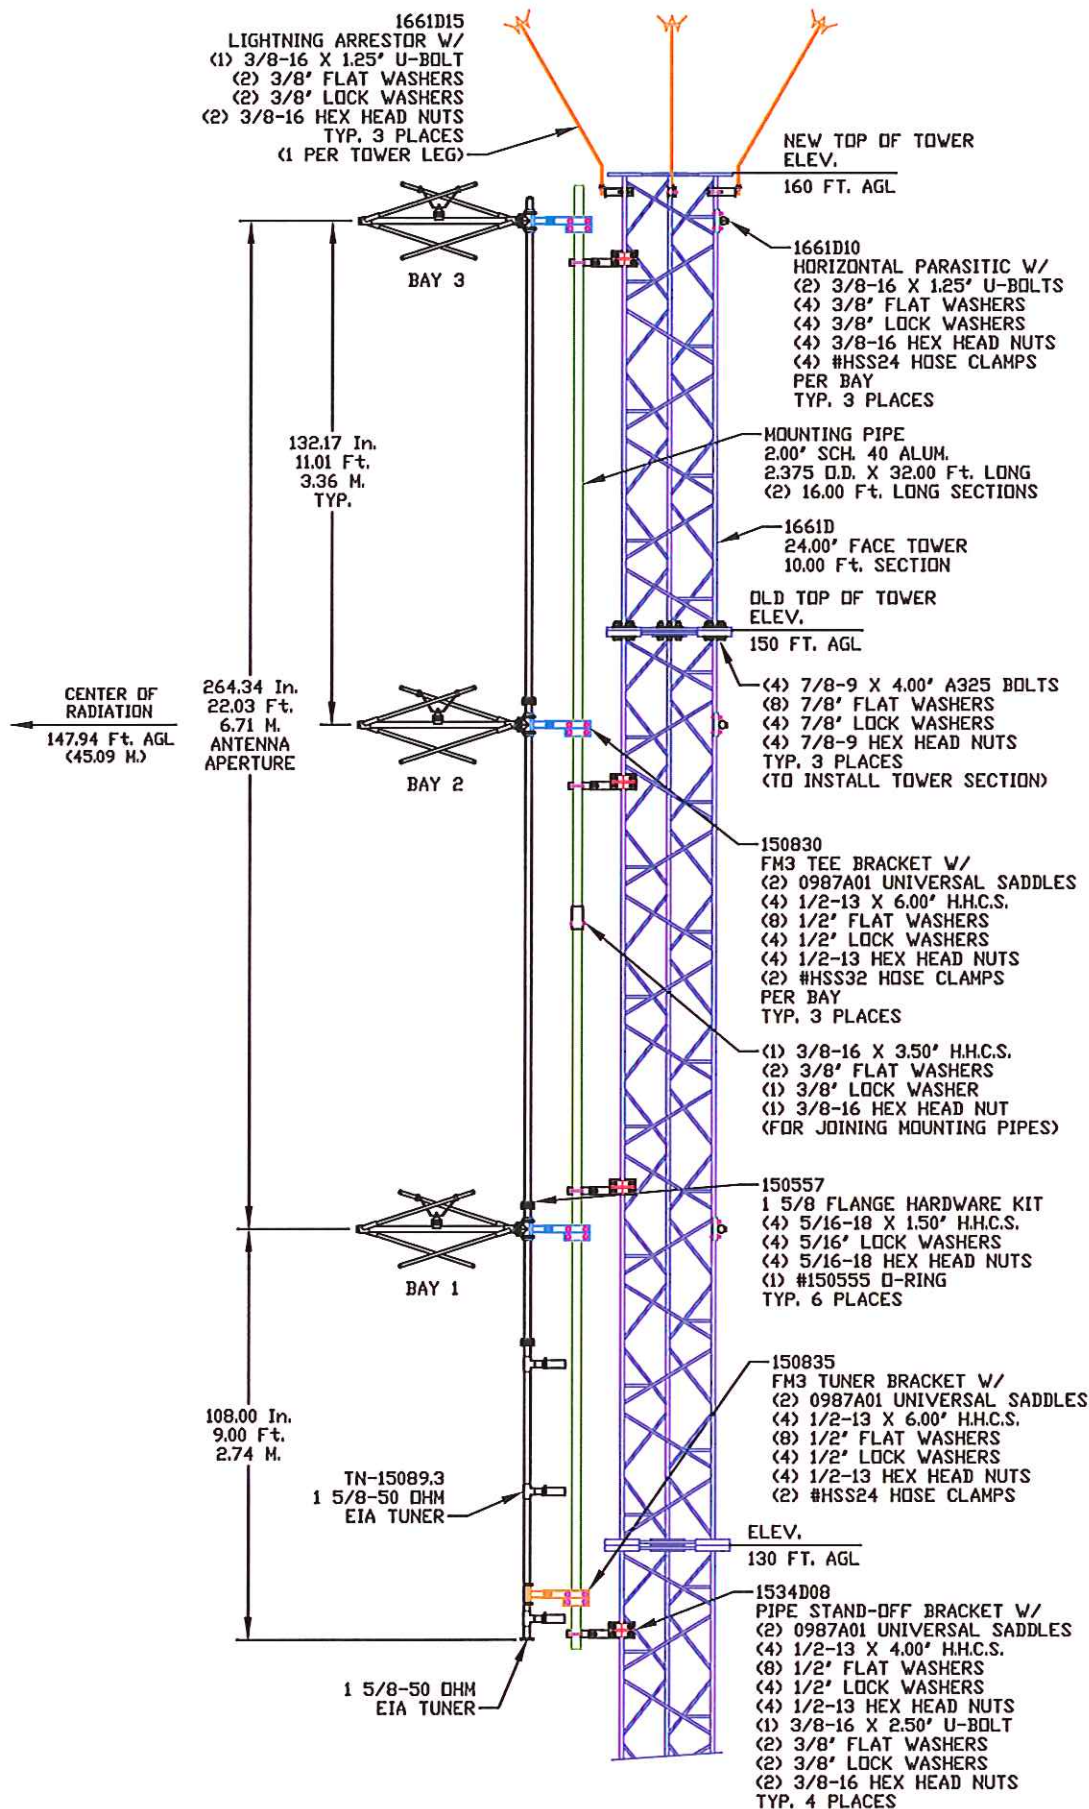 1661D15
LIGHTNING ARRESTOR W/
(1) 3/8-16 X 1.25" U-BOLT
(2) 3/8" FLAT WASHERS
(2) 3/8" LOCK WASHERS
(2) 3/8-16 HEX HEAD NUTS
TYP. 3 PLACES
(1 PER TOWER LEG)
NEW TOP OF TOWER
ELEV.
160 FT. AGL
BAY 3
1661D10
HORIZONTAL PARASITIC W/
(2) 3/8-16 X 1.25" U-BOLTS
(4) 3/8" FLAT WASHERS
(4) 3/8" LOCK WASHERS
(4) 3/8-16 HEX HEAD NUTS
(4) #HSS24 HOSE CLAMPS
PER BAY
TYP. 3 PLACES
132.17 In.
11.01 Ft.
3.36 M.
TYP.
MOUNTING PIPE
2.00" SCH. 40 ALUM.
2.375 O.D. X 32.00 Ft. LONG
(2) 16.00 Ft. LONG SECTIONS
1661D
24.00" FACE TOWER
10.00 Ft. SECTION
OLD TOP OF TOWER
ELEV.
150 FT. AGL
CENTER OF
RADIATION
147.94 Ft. AGL
(45.09 M.)
264.34 In.
22.03 Ft.
6.71 M.
ANTENNA
APERTURE
BAY 2
(4) 7/8-9 X 4.00" A325 BOLTS
(8) 7/8" FLAT WASHERS
(4) 7/8" LOCK WASHERS
(4) 7/8-9 HEX HEAD NUTS
TYP. 3 PLACES
(TO INSTALL TOWER SECTION)
150830
FM3 TEE BRACKET W/
(2) 0987A01 UNIVERSAL SADDLES
(4) 1/2-13 X 6.00" H.H.C.S.
(8) 1/2" FLAT WASHERS
(4) 1/2" LOCK WASHERS
(4) 1/2-13 HEX HEAD NUTS
(2) #HSS32 HOSE CLAMPS
PER BAY
TYP. 3 PLACES
(1) 3/8-16 X 3.50" H.H.C.S.
(2) 3/8" FLAT WASHERS
(1) 3/8" LOCK WASHER
(1) 3/8-16 HEX HEAD NUT
(FOR JOINING MOUNTING PIPES)
150557
1 5/8 FLANGE HARDWARE KIT
(4) 5/16-18 X 1.50" H.H.C.S.
(4) 5/16" LOCK WASHERS
(4) 5/16-18 HEX HEAD NUTS
(1) #150555 O-RING
TYP. 6 PLACES
BAY 1
108.00 In.
9.00 Ft.
2.74 M.
150835
FM3 TUNER BRACKET W/
(2) 0987A01 UNIVERSAL SADDLES
(4) 1/2-13 X 6.00" H.H.C.S.
(8) 1/2" FLAT WASHERS
(4) 1/2" LOCK WASHERS
(4) 1/2-13 HEX HEAD NUTS
(2) #HSS24 HOSE CLAMPS
TN-15089.3
1 5/8-50 OHM
EIA TUNER
ELEV.
130 FT. AGL
1534D08
PIPE STAND-OFF BRACKET W/
(2) 0987A01 UNIVERSAL SADDLES
(4) 1/2-13 X 4.00" H.H.C.S.
(8) 1/2" FLAT WASHERS
(4) 1/2" LOCK WASHERS
(4) 1/2-13 HEX HEAD NUTS
(1) 3/8-16 X 2.50" U-BOLT
(2) 3/8" FLAT WASHERS
(2) 3/8" LOCK WASHERS
(2) 3/8-16 HEX HEAD NUTS
TYP. 4 PLACES
1 5/8-50 OHM
EIA TUNER